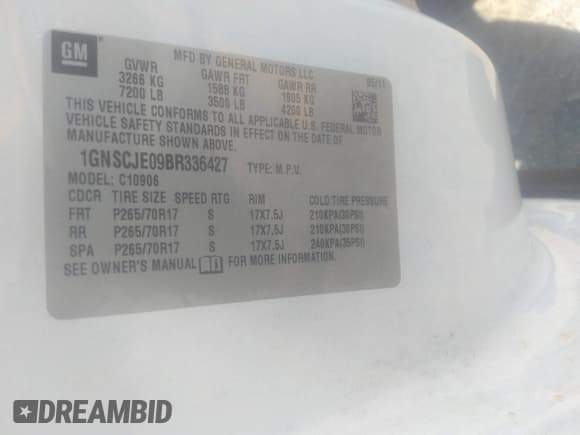 GM
MFD BY GENERAL MOTORS LLC 05/11
GVWR GAWR FRT GAWR RR
3266 KG 1588 KG 1905 KG
7200 LB 3500 LB 4200 LB
THIS VEHICLE CONFORMS TO ALL APPLICABLE U.S. FEDERAL MOTOR
VEHICLE SAFETY STANDARDS IN EFFECT ON THE DATE OF
MANUFACTURE SHOWN ABOVE.
1GNSCJE09BR336427 TYPE: M.P.V.
MODEL: C10906
CDCR TIRE SIZE SPEED RTG RIM COLD TIRE PRESSURE
FRT P265/70R17 S 17X7.5J 210KPA(30PSI)
RR P265/70R17 S 17X7.5J 210KPA(30PSI)
SPA P265/70R17 S 17X7.5J 240KPA(35PSI)
SEE OWNER'S MANUAL FOR MORE INFORMATION.
DREAMBID